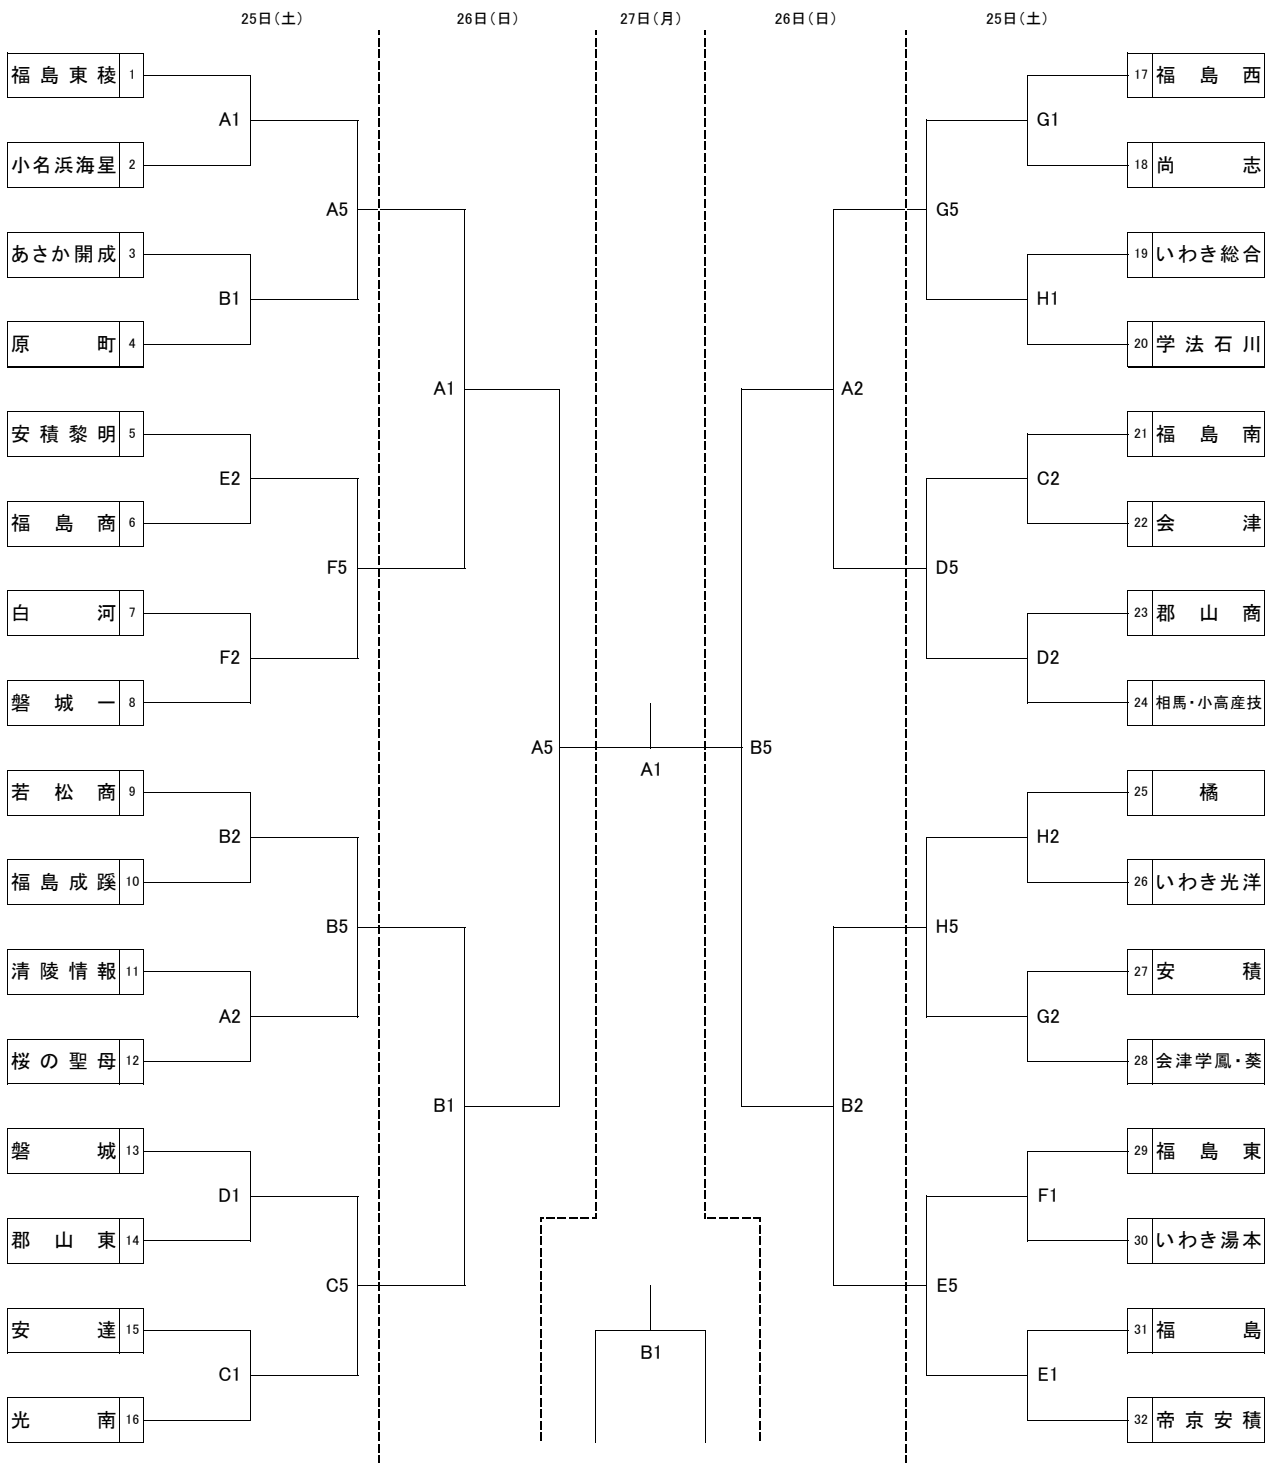 25日(土) 26日(日) 27日(月) 26日(日) 25日(土)
福島東稜 1
17 福島西
A1
G1
小名浜海星 2
18 尚志
A5
G5
あさか開成 3
19 いわき総合
B1
H1
原町 4
20 学法石川
A1
A2
安積黎明 5
21 福島南
E2
C2
福島商 6
22 会津
F5
D5
白河 7
23 郡山商
F2
D2
磐城一 8
24 相馬・小高産技
A5
B5
A1
若松商 9
25 橘
B2
H2
福島成蹊 10
26 いわき光洋
B5
H5
清陵情報 11
27 安積
A2
G2
桜の聖母 12
28 会津学鳳・葵
B1
B2
磐城 13
29 福島東
D1
F1
郡山東 14
30 いわき湯本
C5
E5
安達 15
31 福島
B1
C1
E1
光南 16
32 帝京安積